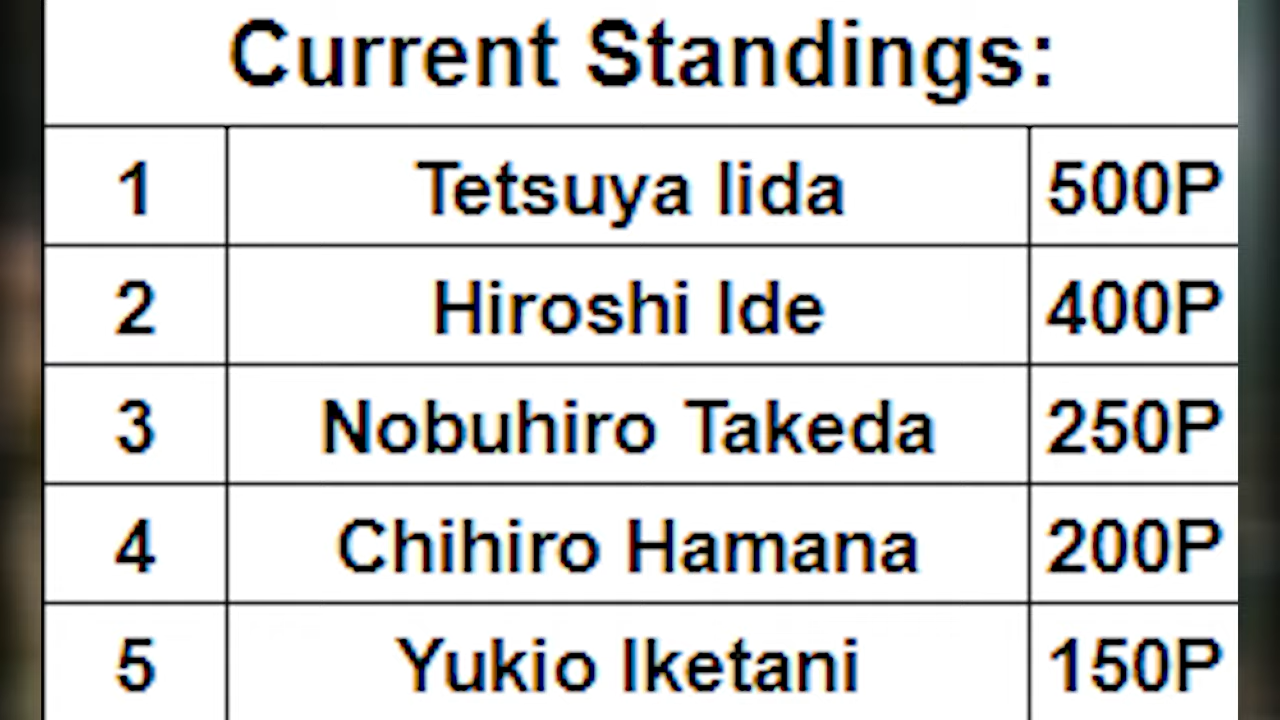 Current Standings:
1 Tetsuya Iida 500P
2 Hiroshi Ide 400P
3 Nobuhiro Takeda 250P
4 Chihiro Hamana 200P
5 Yukio Iketani 150P